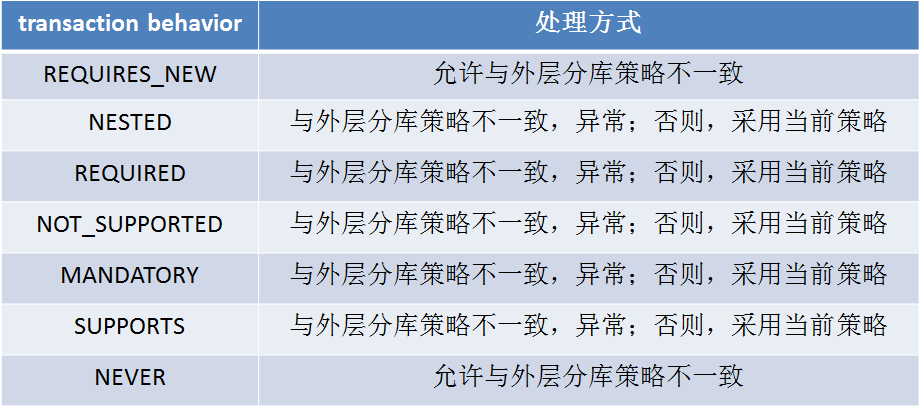 transaction behavior 处理方式
REQUIRES_NEW 允许与外层分库策略不一致
NESTED 与外层分库策略不一致，异常；否则，采用当前策略
REQUIRED 与外层分库策略不一致，异常；否则，采用当前策略
NOT_SUPPORTED 与外层分库策略不一致，异常；否则，采用当前策略
MANDATORY 与外层分库策略不一致，异常；否则，采用当前策略
SUPPORTS 与外层分库策略不一致，异常；否则，采用当前策略
NEVER 允许与外层分库策略不一致